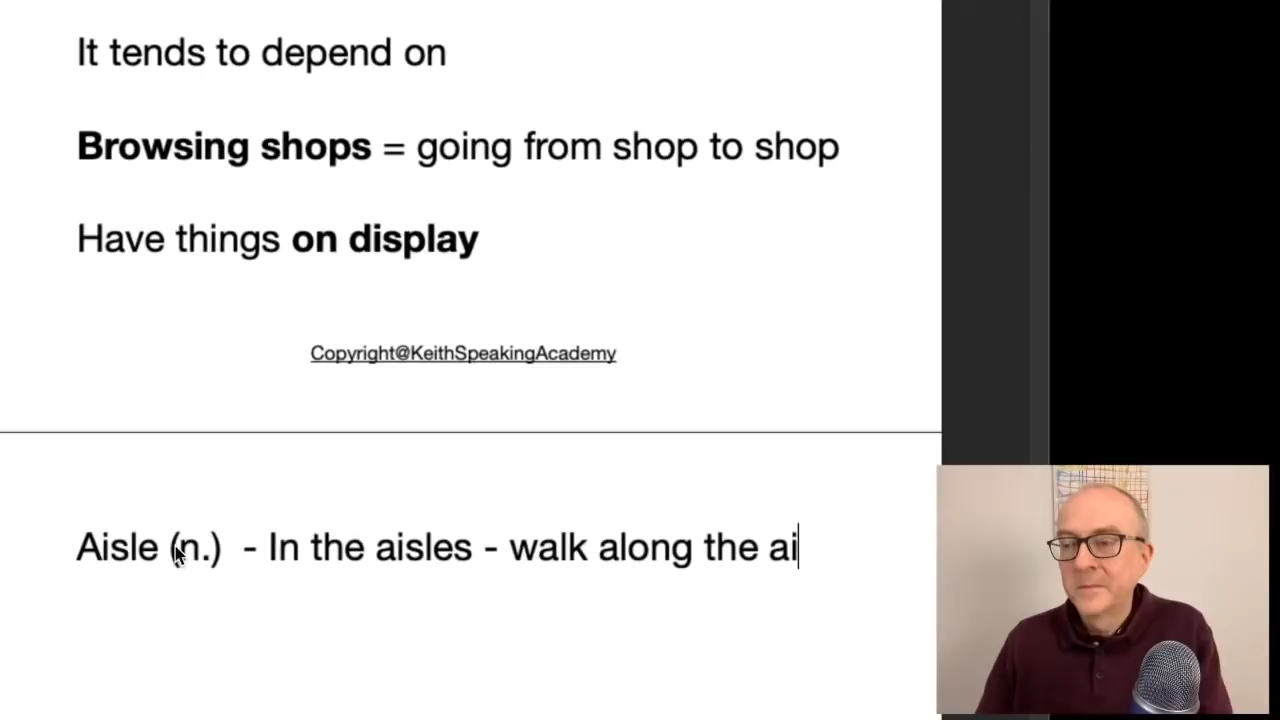 It tends to depend on
Browsing shops = going from shop to shop
Have things on display
Copyright@KeithSpeakingAcademy
Aisle (n.) - In the aisles - walk along the ai